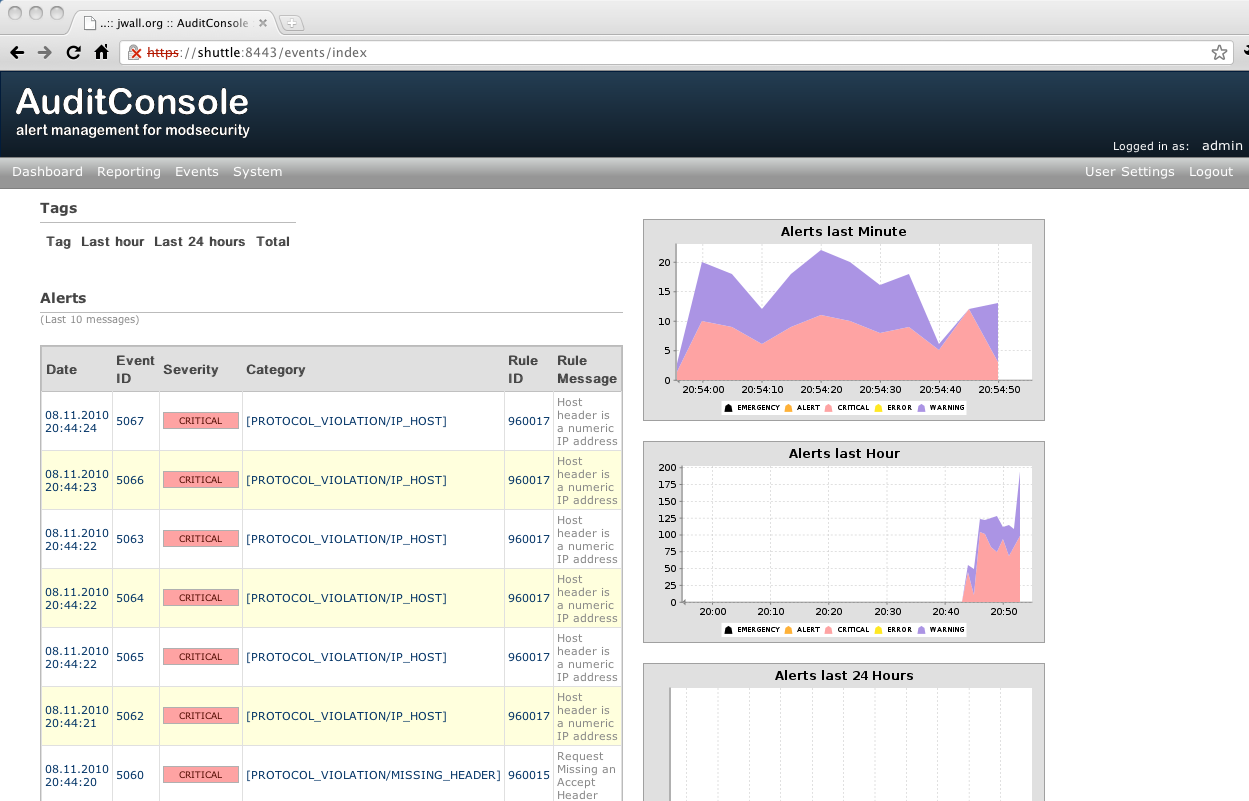 ..:: jwall.org :: AuditConsole
https://shuttle:8443/events/index
AuditConsole
alert management for modsecurity
Logged in as: admin
Dashboard Reporting Events System User Settings Logout
Tags
Tag Last hour Last 24 hours Total
Alerts
(Last 10 messages)
Date Event ID Severity Category Rule ID Rule Message
08.11.2010 20:44:24 5067 CRITICAL [PROTOCOL_VIOLATION/IP_HOST] 960017 Host header is a numeric IP address
08.11.2010 20:44:23 5066 CRITICAL [PROTOCOL_VIOLATION/IP_HOST] 960017 Host header is a numeric IP address
08.11.2010 20:44:22 5063 CRITICAL [PROTOCOL_VIOLATION/IP_HOST] 960017 Host header is a numeric IP address
08.11.2010 20:44:22 5064 CRITICAL [PROTOCOL_VIOLATION/IP_HOST] 960017 Host header is a numeric IP address
08.11.2010 20:44:22 5065 CRITICAL [PROTOCOL_VIOLATION/IP_HOST] 960017 Host header is a numeric IP address
08.11.2010 20:44:21 5062 CRITICAL [PROTOCOL_VIOLATION/IP_HOST] 960017 Host header is a numeric IP address
08.11.2010 20:44:20 5060 CRITICAL [PROTOCOL_VIOLATION/MISSING_HEADER] 960015 Request Missing an Accept Header
Alerts last Minute
20
15
10
5
0
20:54:00 20:54:10 20:54:20 20:54:30 20:54:40 20:54:50
EMERGENCY ALERT CRITICAL ERROR WARNING
Alerts last Hour
200
175
150
125
100
75
50
25
0
20:00 20:10 20:20 20:30 20:40 20:50
EMERGENCY ALERT CRITICAL ERROR WARNING
Alerts last 24 Hours